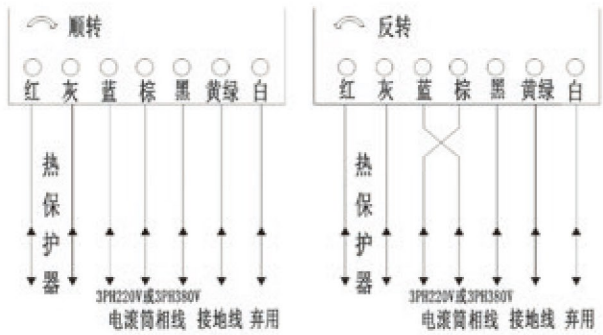 顺转
红 灰 蓝 棕 黑 黄绿 白
热保护器
3PH220V或3PH380V
电滚筒相线 接地线 弃用
反转
红 灰 蓝 棕 黑 黄绿 白
热保护器
3PH220V或3PH380V
电滚筒相线 接地线 弃用